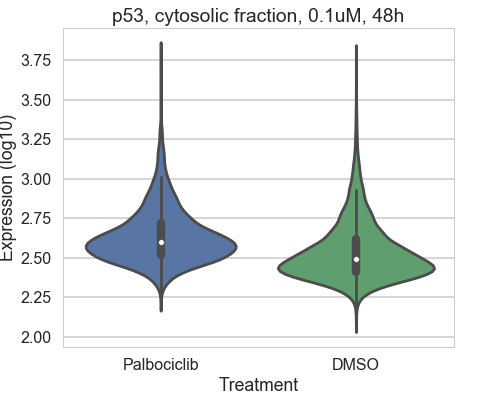 p53, cytosolic fraction, 0.1uM, 48h
Expression (log10)
3.75
3.50
3.25
3.00
2.75
2.50
2.25
2.00
Palbociclib DMSO
Treatment